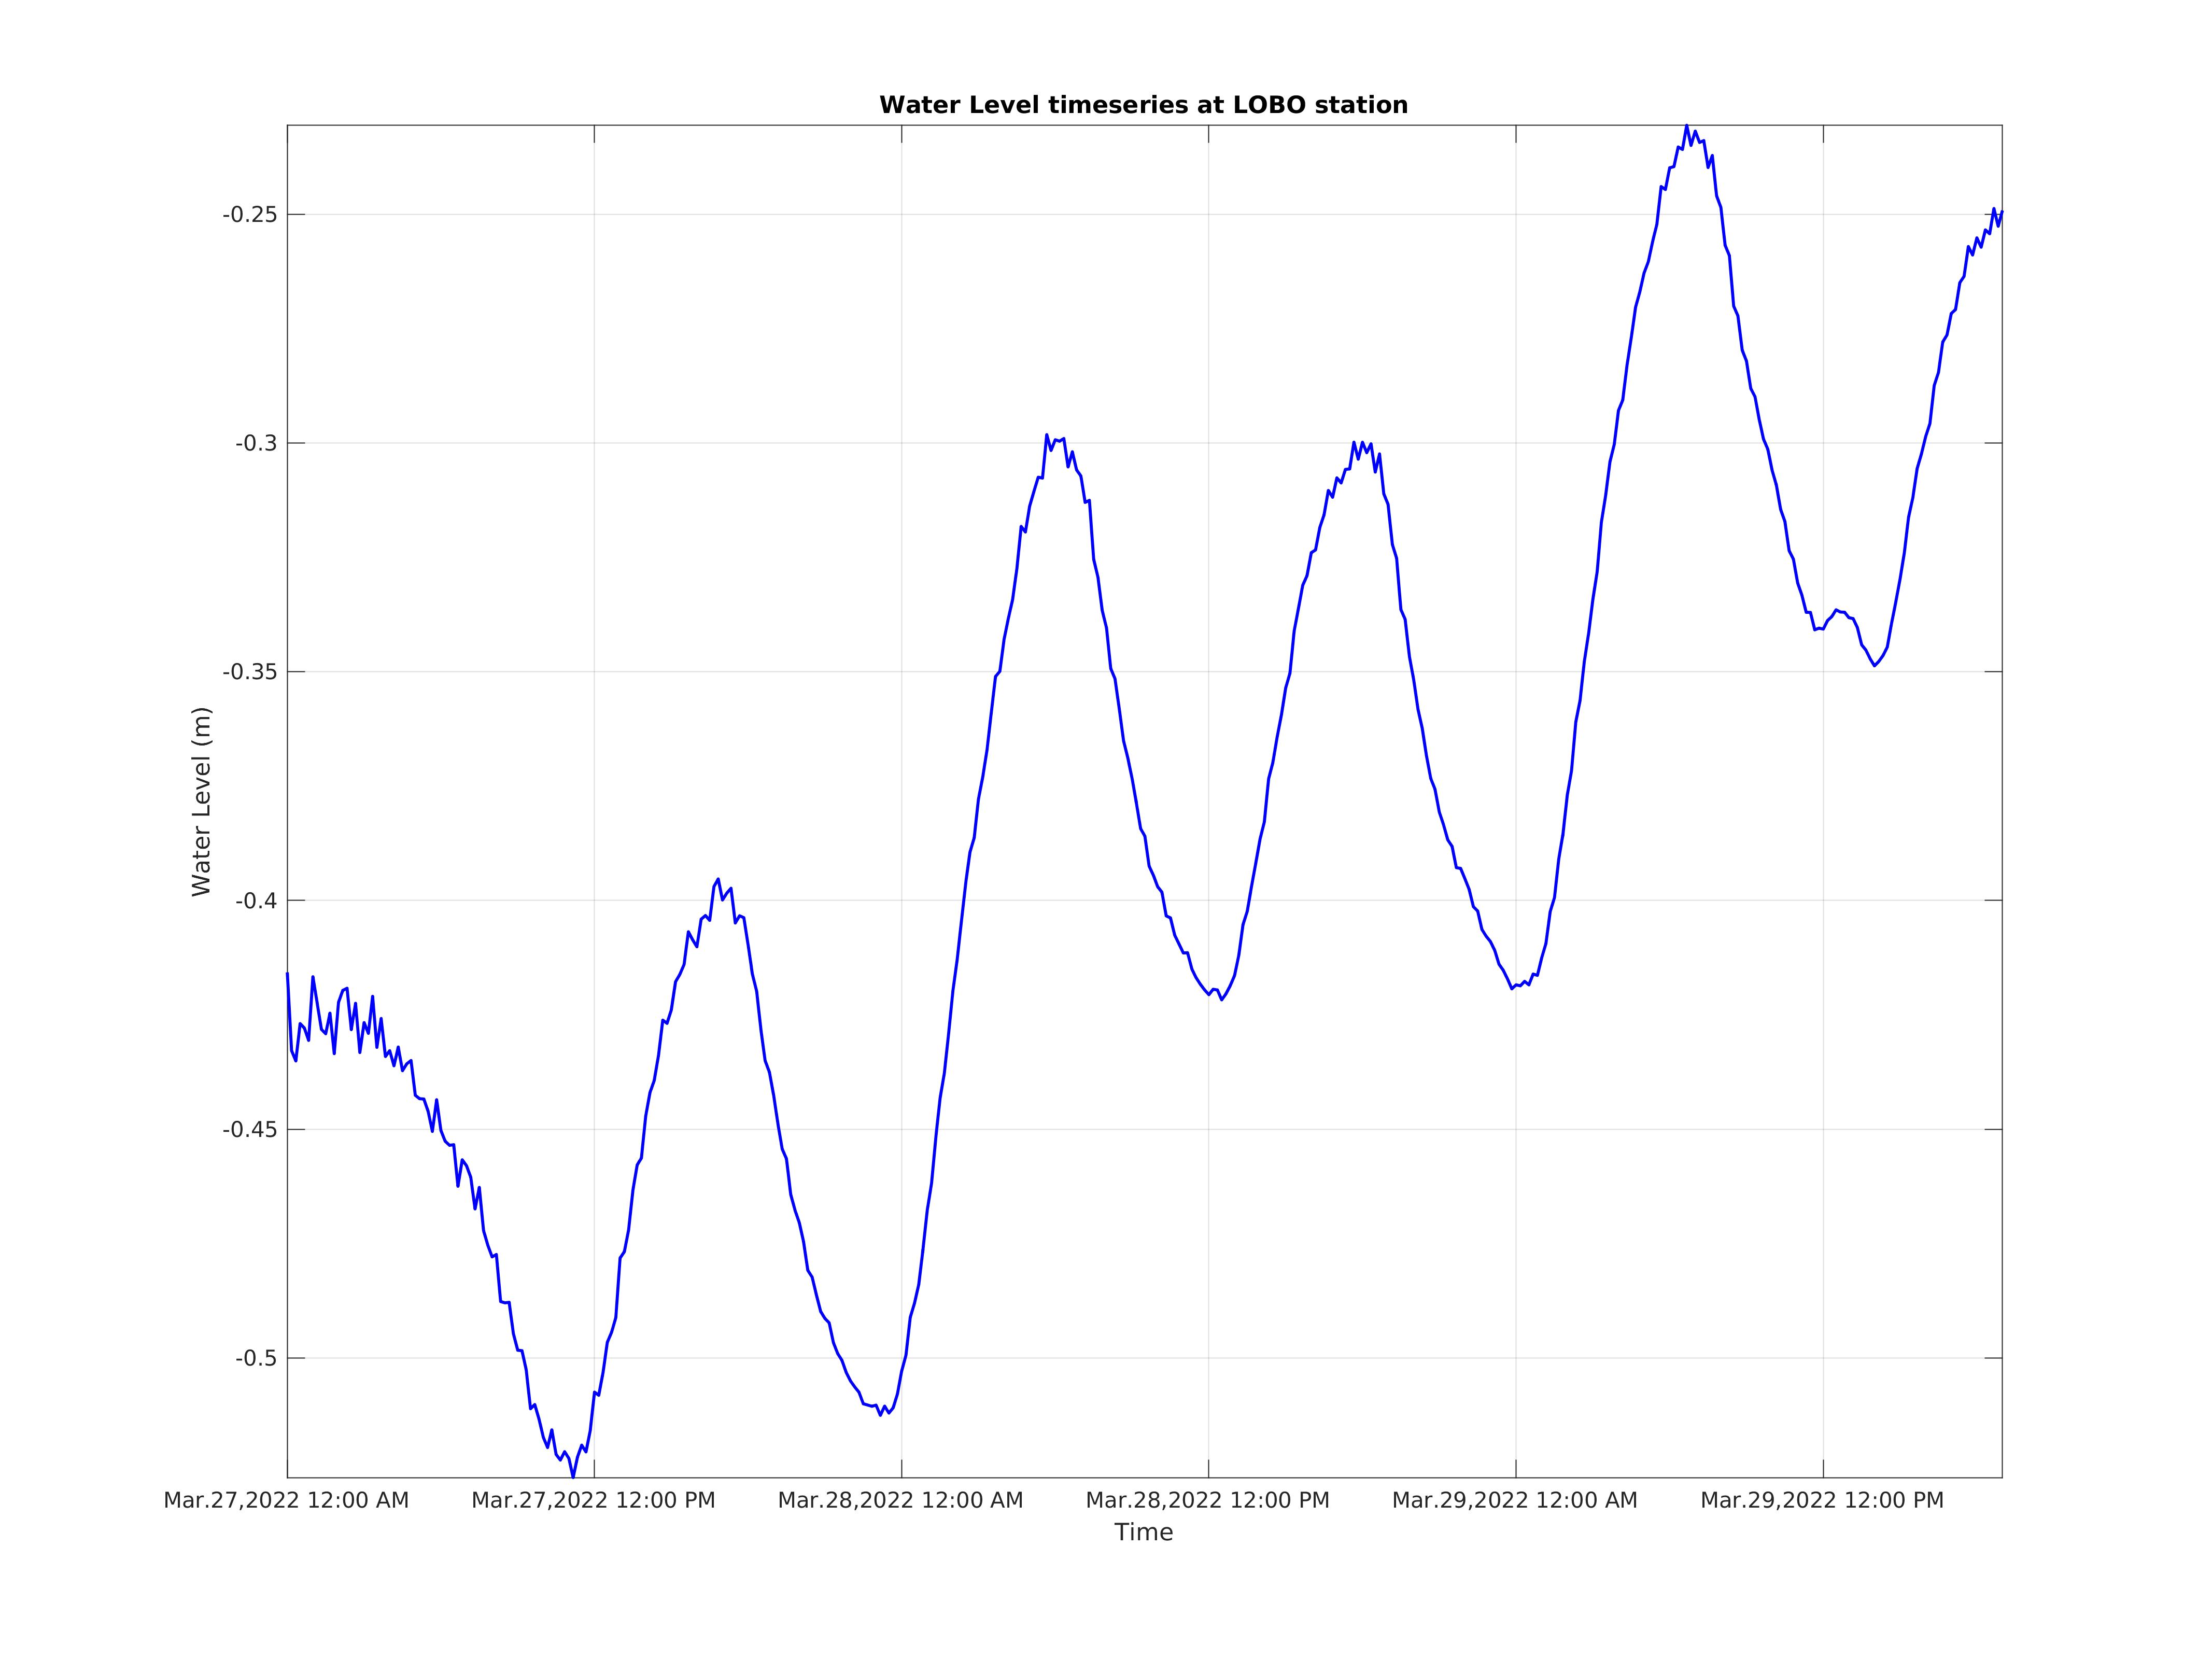 Water Level timeseries at LOBO station
-0.25
-0.3
-0.35
-0.4
-0.45
-0.5
Water Level (m)
Mar.27,2022 12:00 AM
Mar.27,2022 12:00 PM
Mar.28,2022 12:00 AM
Mar.28,2022 12:00 PM
Mar.29,2022 12:00 AM
Mar.29,2022 12:00 PM
Time